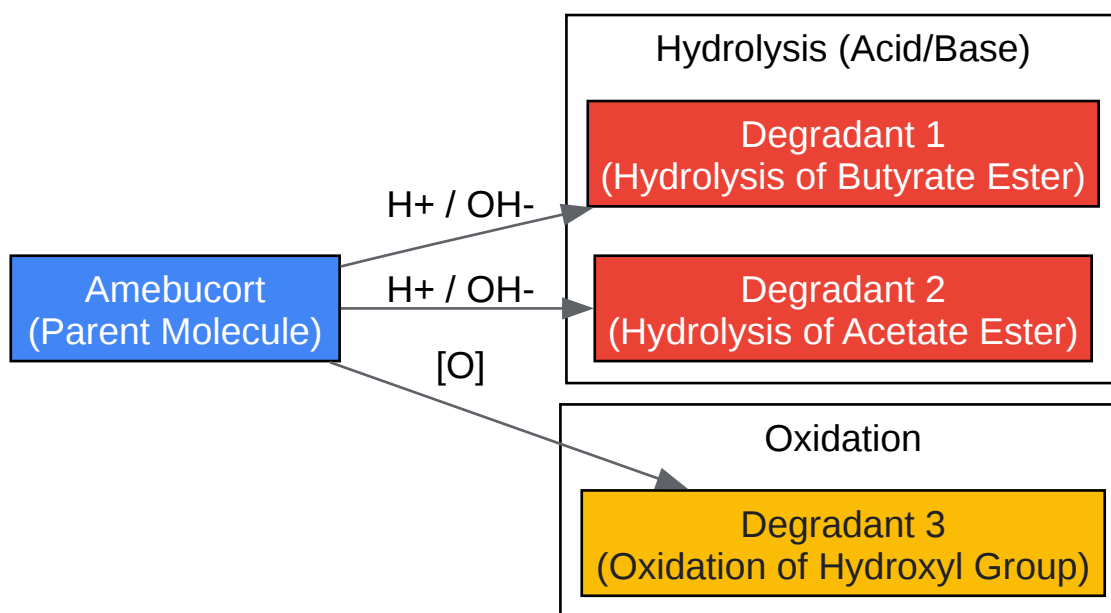 Hydrolysis (Acid/Base)
Degradant 1
(Hydrolysis of Butyrate Ester)
H+ / OH-
Amebucort
(Parent Molecule)
H+ / OH-
Degradant 2
(Hydrolysis of Acetate Ester)
[O]
Oxidation
Degradant 3
(Oxidation of Hydroxyl Group)